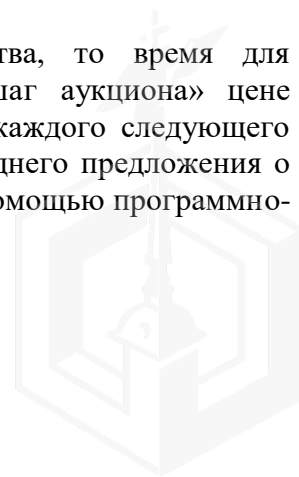 тва, то время для
шаг аукциона» цене
каждого следующего
днего предложения о
омощью программно-